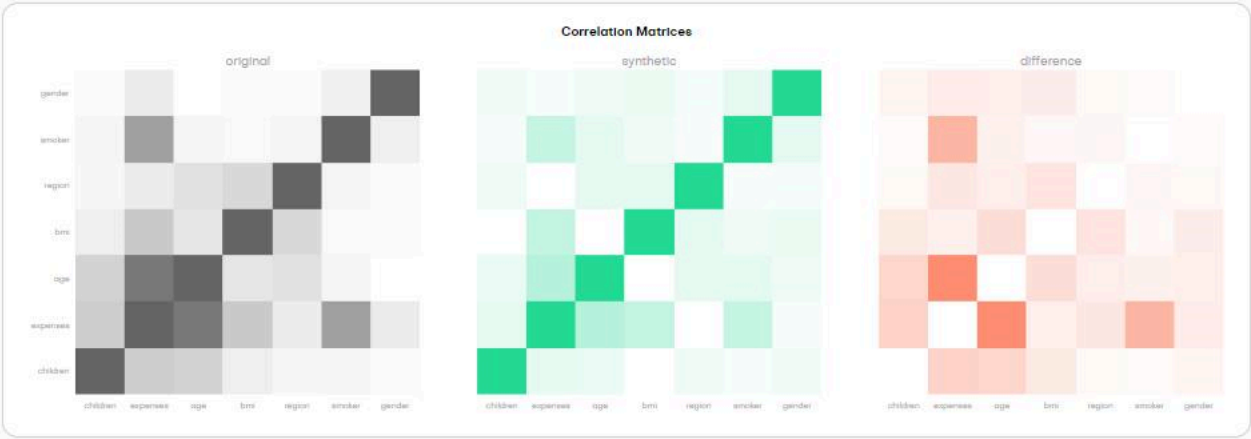 Correlation Matrices
original synthetic difference
gender
smoker
region
bmi
age
expenses
children
children expenses age bmi region smoker gender
children expenses age bmi region smoker gender
children expenses age bmi region smoker gender